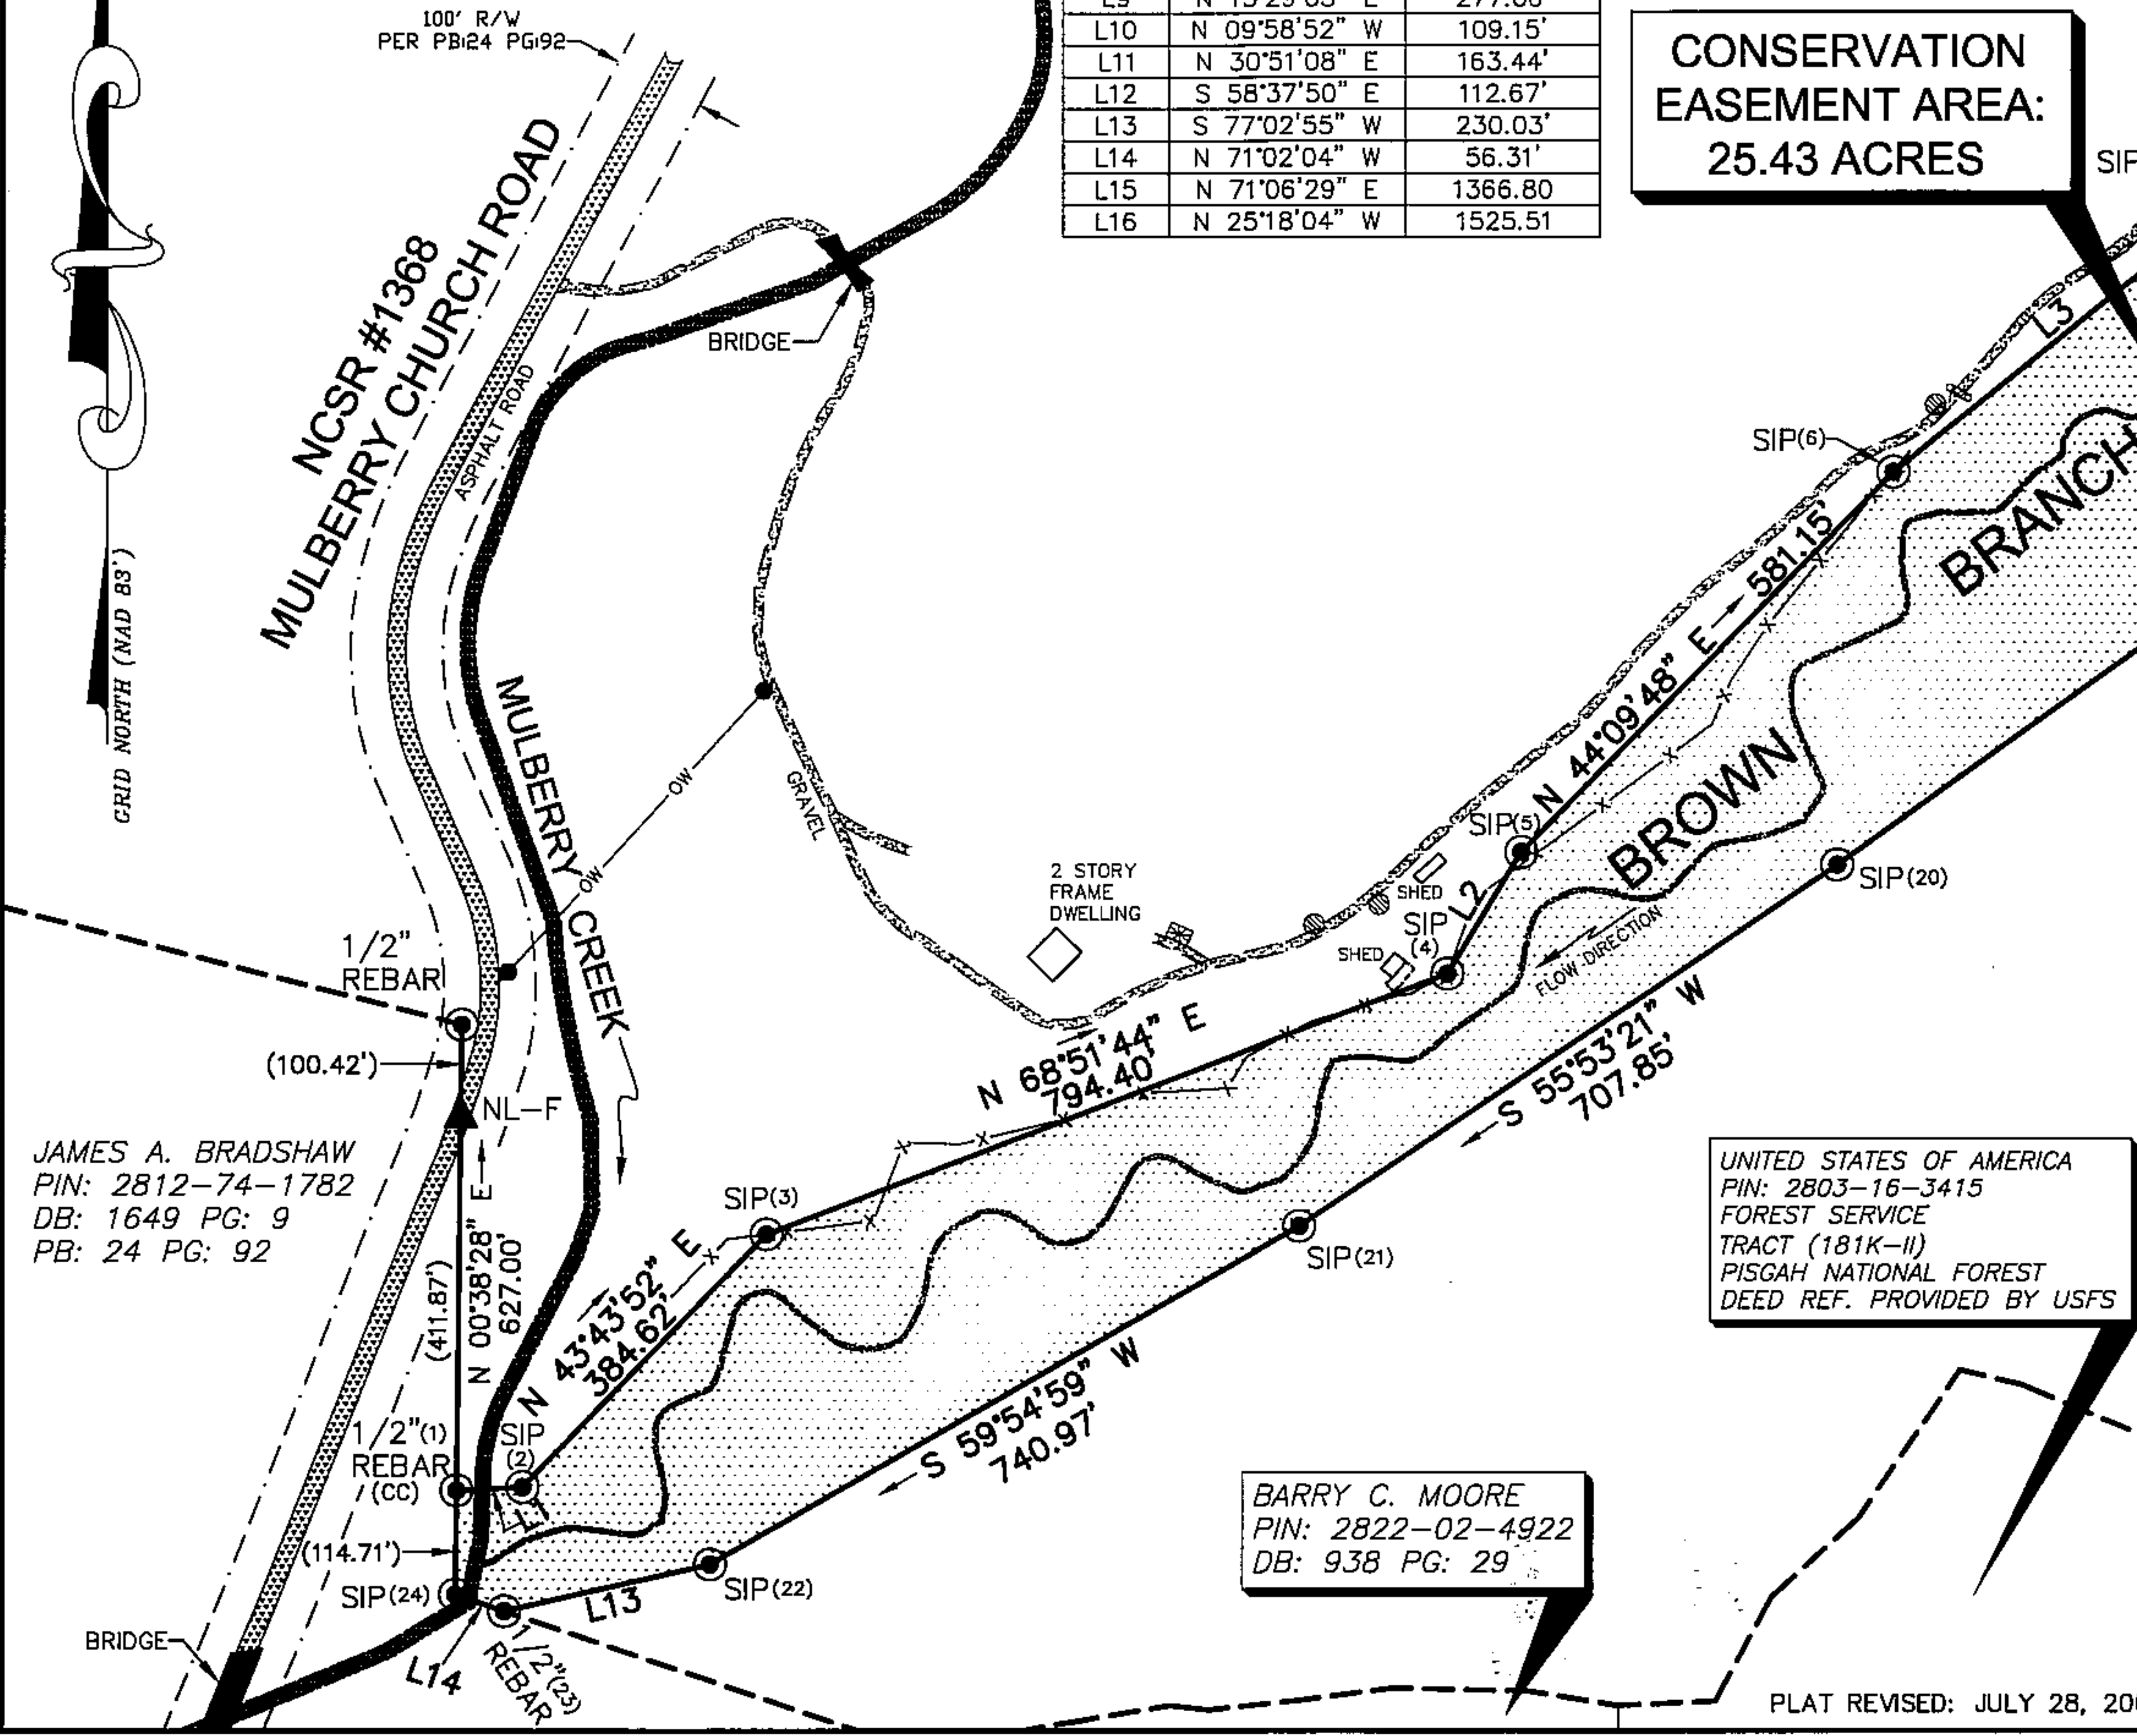 100' R/W
PER PB:24 PG:92
L10 N 09°58'52" W 109.15'
L11 N 30°51'08" E 163.44'
L12 S 58°37'50" E 112.67'
L13 S 77°02'55" W 230.03'
L14 N 71°02'04" W 56.31'
L15 N 71°06'29" E 1366.80
L16 N 25°18'04" W 1525.51
CONSERVATION
EASEMENT AREA:
25.43 ACRES
SIP
NCSR #1368
MULBERRY CHURCH ROAD
ASPHALT ROAD
BRIDGE
L3
SIP(6)
BRANCH
GRID NORTH (NAD 83')
N 44°09'48" E 581.15'
MULBERRY
CREEK
OW
OW
GRAVEL
BROWN
SIP(5)
SIP(20)
2 STORY
FRAME
DWELLING
SHED
L2
SIP
(4)
SHED
FLOW DIRECTION
1/2"
REBAR
(100.42')
NL-F
N 68°51'44" E
794.40'
S 55°53'21" W
707.85'
JAMES A. BRADSHAW
PIN: 2812-74-1782
DB: 1649 PG: 9
PB: 24 PG: 92
UNITED STATES OF AMERICA
PIN: 2803-16-3415
FOREST SERVICE
TRACT (181K-II)
PISGAH NATIONAL FOREST
DEED REF. PROVIDED BY USFS
SIP(3)
SIP(21)
(411.87')
N 00°38'28" E
627.00'
N 43°43'52" E
384.62'
S 59°54'59" W
740.97'
1/2"(1)
REBAR
(CC)
SIP
(2)
L1
(114.71')
SIP(24)
SIP(22)
L13
BARRY C. MOORE
PIN: 2822-02-4922
DB: 938 PG: 29
BRIDGE
L14
1/2"(23)
REBAR
PLAT REVISED: JULY 28, 20